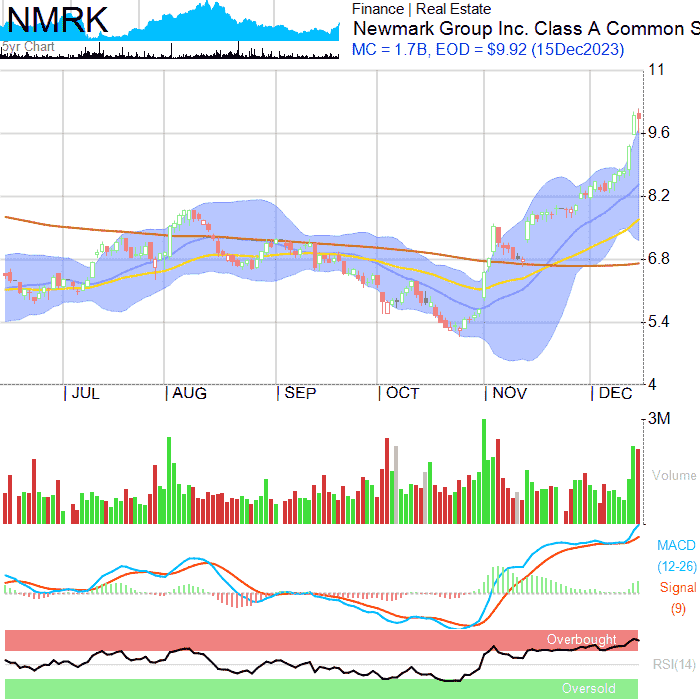 NMRK
5yr Chart
Finance | Real Estate
Newmark Group Inc. Class A Common S
MC = 1.7B, EOD = $9.92 (15Dec2023)
11
9.6
8.2
6.8
5.4
4
JUL
AUG
SEP
OCT
NOV
DEC
3M
Volume
MACD
(12-26)
Signal
(9)
Overbought
RSI(14)
Oversold